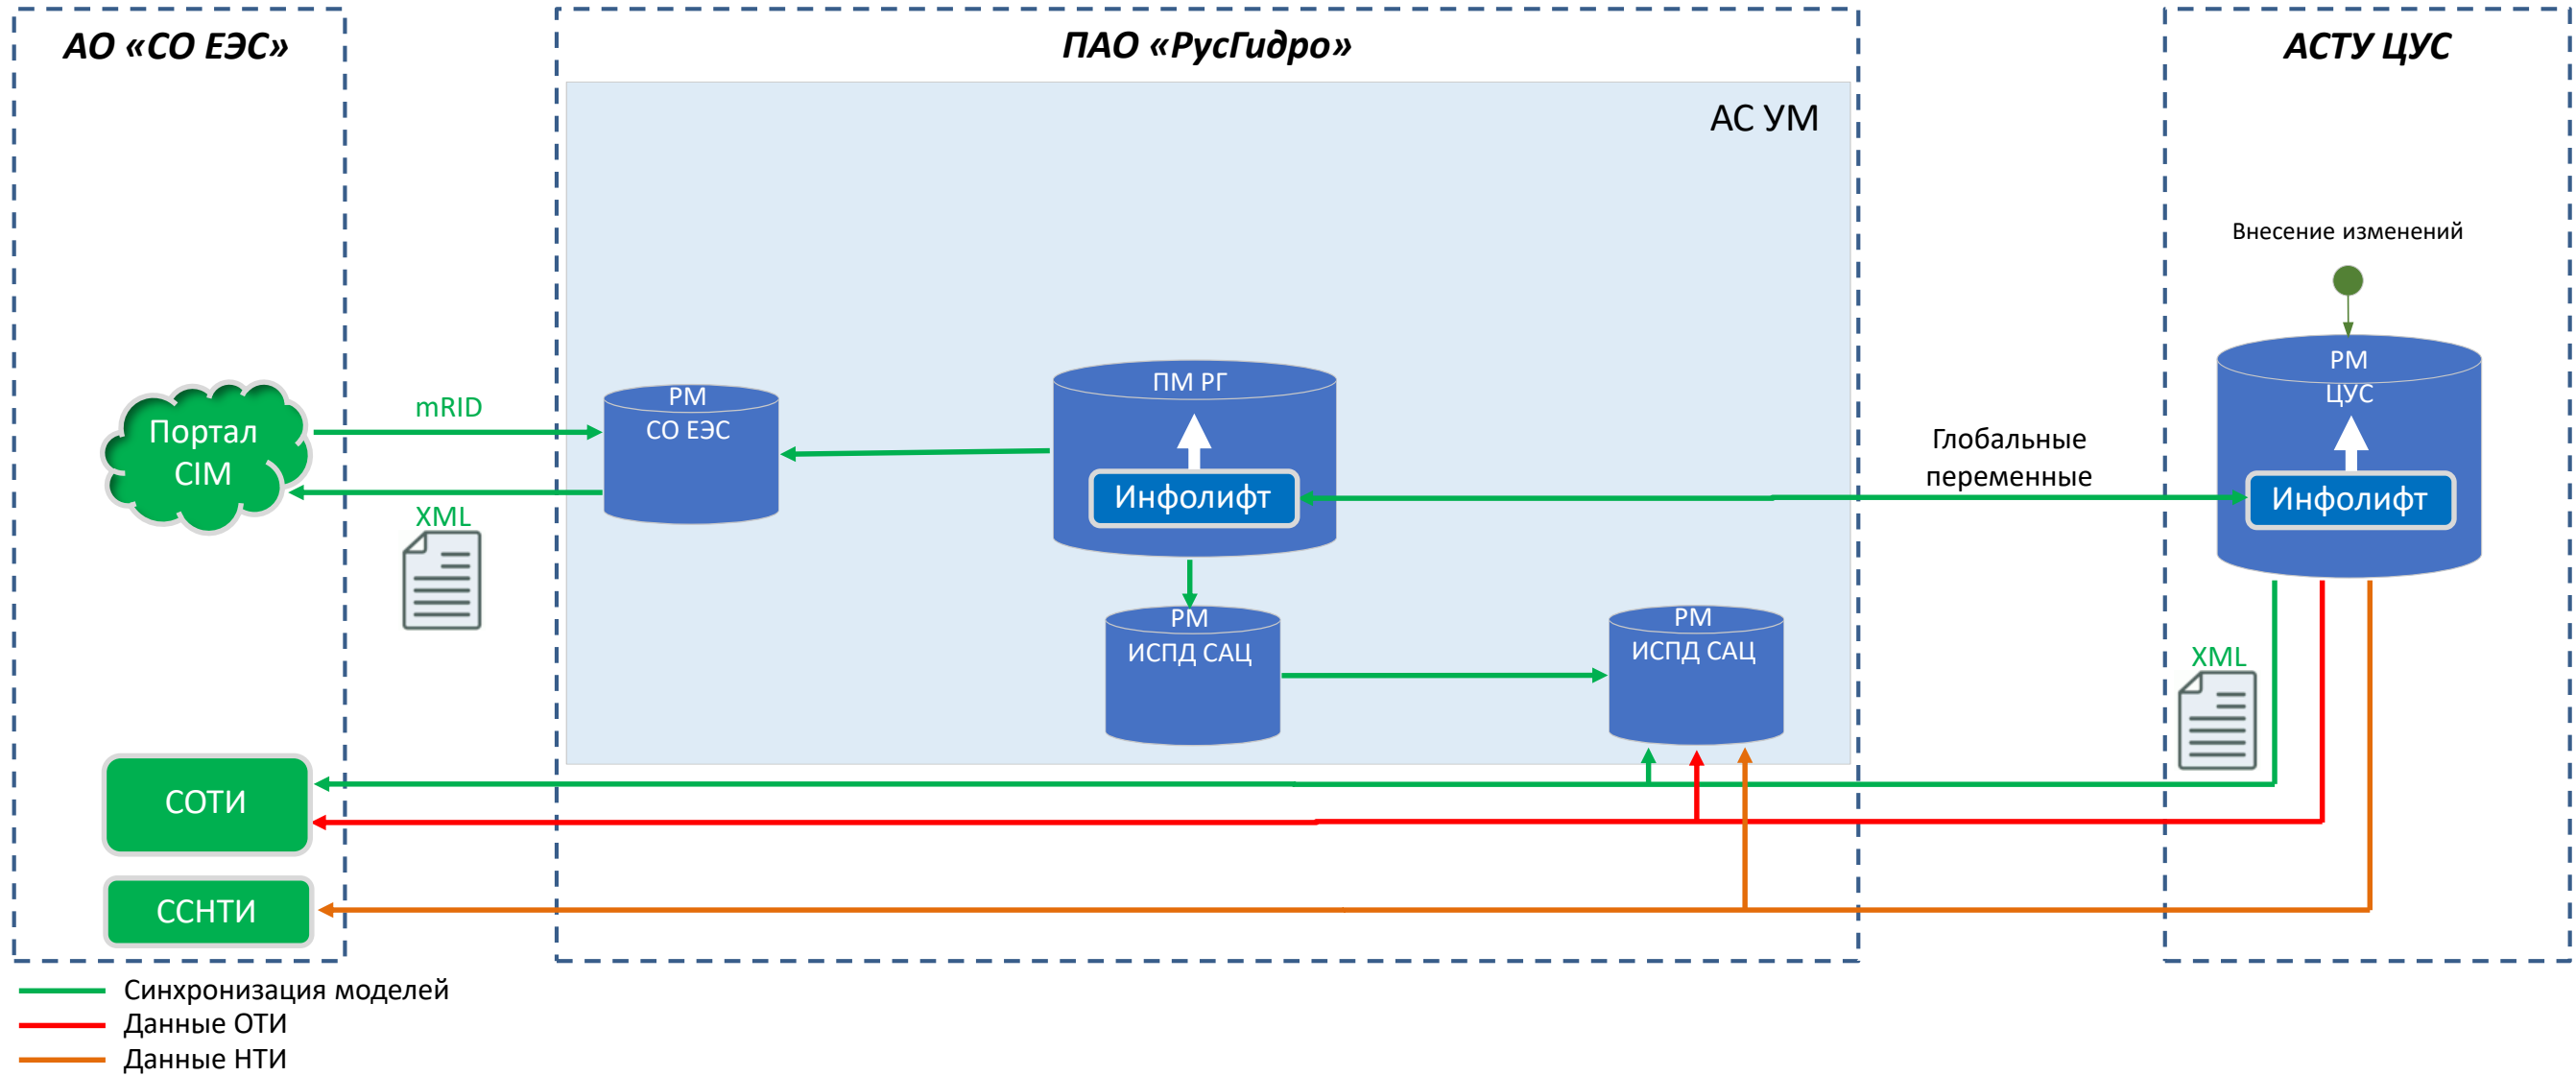 АО «СО ЕЭС»
ПАО «РусГидро»
АСТУ ЦУС
АС УМ
Внесение изменений
Портал
CIM
mRID
XML
РМ
СО ЕЭС
ПМ РГ
Инфолифт
Глобальные
переменные
РМ
ЦУС
Инфолифт
РМ
ИСПД САЦ
РМ
ИСПД САЦ
XML
СОТИ
ССНТИ
Синхронизация моделей
Данные ОТИ
Данные НТИ